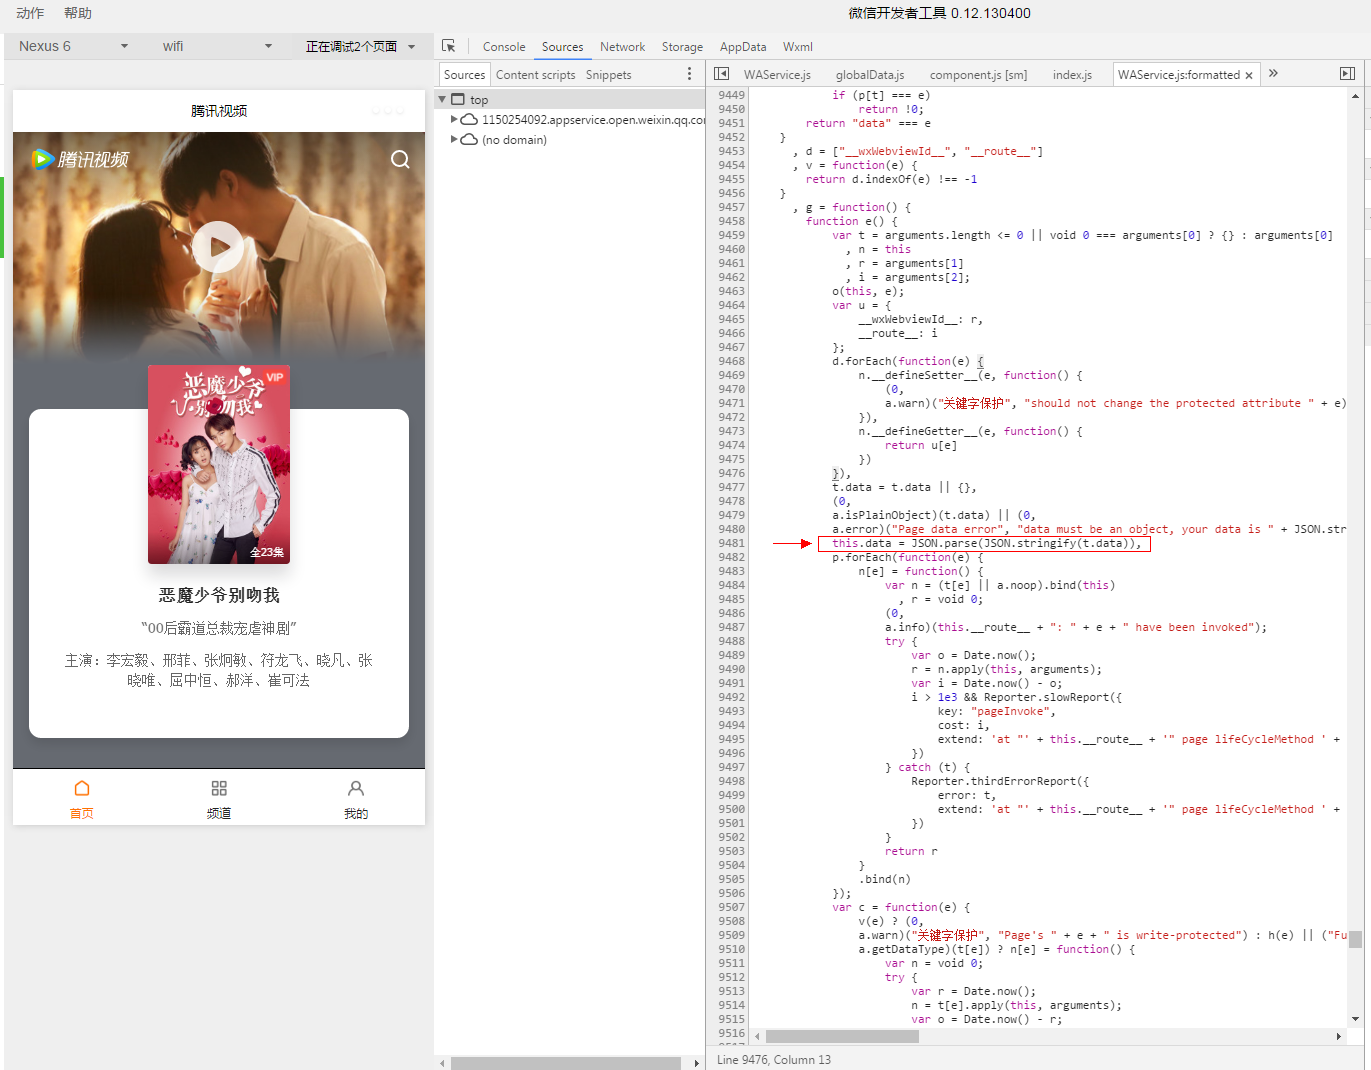 动作 帮助
微信开发者工具 0.12.130400
Nexus 6 wifi 正在调试2个页面
Console Sources Network Storage AppData Wxml
腾讯视频
腾讯视频
恶魔少爷
别吻我
VIP
全23集
恶魔少爷别吻我
“00后霸道总裁宠虐神剧”
主演：李宏毅、邢菲、张炯敏、符龙飞、晓凡、张
晓唯、屈中恒、郝洋、崔可法
首页 频道 我的
Sources Content scripts Snippets
top
1150254092.appservice.open.weixin.qq.co
(no domain)
WAService.js globalData.js component.js [sm] index.js WAService.js:formatted × »
9449 if (p[t] === e)
9450 return !0;
9451 return "data" === e
9452 }
9453 , d = ["__wxWebviewId__", "__route__"]
9454 , v = function(e) {
9455 return d.indexOf(e) !== -1
9456 }
9457 , g = function() {
9458 function e() {
9459 var t = arguments.length <= 0 || void 0 === arguments[0] ? {} : arguments[0]
9460 , n = this
9461 , r = arguments[1]
9462 , i = arguments[2];
9463 o(this, e);
9464 var u = {
9465 __wxWebviewId__: r,
9466 __route__: i
9467 };
9468 d.forEach(function(e) {
9469 n.__defineSetter__(e, function() {
9470 (0,
9471 a.warn)("关键字保护", "should not change the protected attribute " + e)
9472 }),
9473 n.__defineGetter__(e, function() {
9474 return u[e]
9475 })
9476 }),
9477 t.data = t.data || {},
9478 (0,
9479 a.isPlainObject)(t.data) || (0,
9480 a.error)("Page data error", "data must be an object, your data is " + JSON.str
9481 this.data = JSON.parse(JSON.stringify(t.data)),
9482 p.forEach(function(e) {
9483 n[e] = function() {
9484 var n = (t[e] || a.noop).bind(this)
9485 , r = void 0;
9486 (0,
9487 a.info)(this.__route__ + ": " + e + " have been invoked");
9488 try {
9489 var o = Date.now();
9490 r = n.apply(this, arguments);
9491 var i = Date.now() - o;
9492 i > 1e3 && Reporter.slowReport({
9493 key: "pageInvoke",
9494 cost: i,
9495 extend: 'at "' + this.__route__ + '" page lifeCycleMethod ' +
9496 })
9497 } catch (t) {
9498 Reporter.thirdErrorReport({
9499 error: t,
9500 extend: 'at "' + this.__route__ + '" page lifeCycleMethod ' +
9501 })
9502 }
9503 return r
9504 }
9505 .bind(n)
9506 });
9507 var c = function(e) {
9508 v(e) ? (0,
9509 a.warn)("关键字保护", "Page's " + e + " is write-protected") : h(e) || ("Fu
9510 a.getDataType)(t[e]) ? n[e] = function() {
9511 var n = void 0;
9512 try {
9513 var r = Date.now();
9514 n = t[e].apply(this, arguments);
9515 var o = Date.now() - r;
9516
Line 9476, Column 13